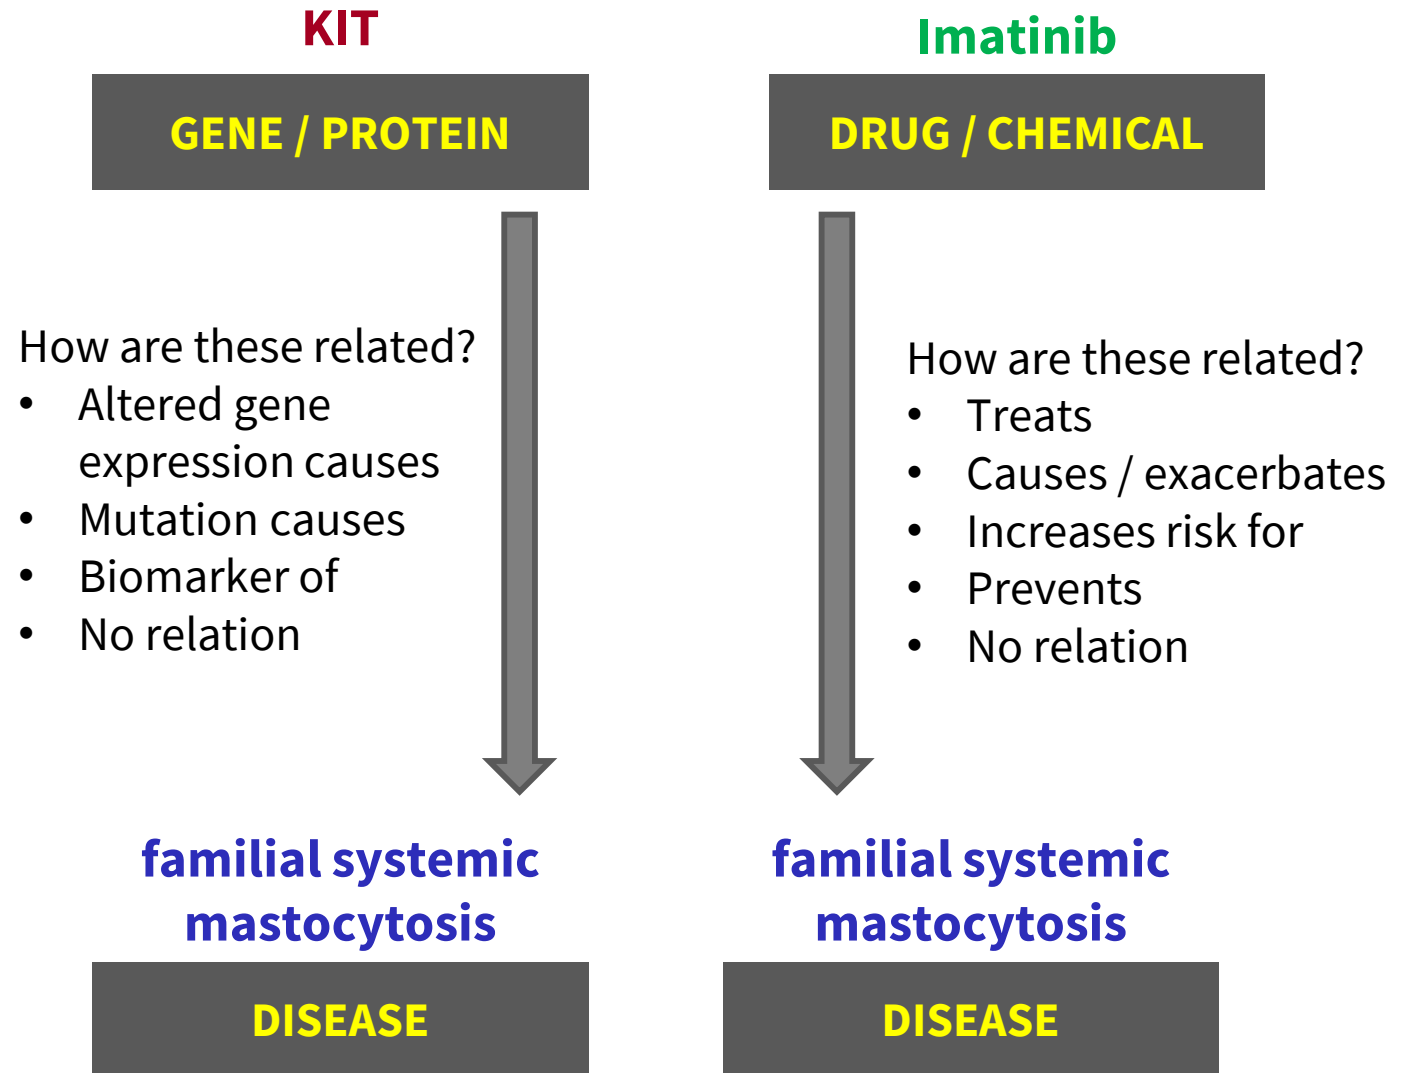 KIT
GENE / PROTEIN
How are these related?
• Altered gene
expression causes
• Mutation causes
• Biomarker of
• No relation
familial systemic
mastocytosis
DISEASE
Imatinib
DRUG / CHEMICAL
How are these related?
• Treats
• Causes / exacerbates
• Increases risk for
• Prevents
• No relation
familial systemic
mastocytosis
DISEASE